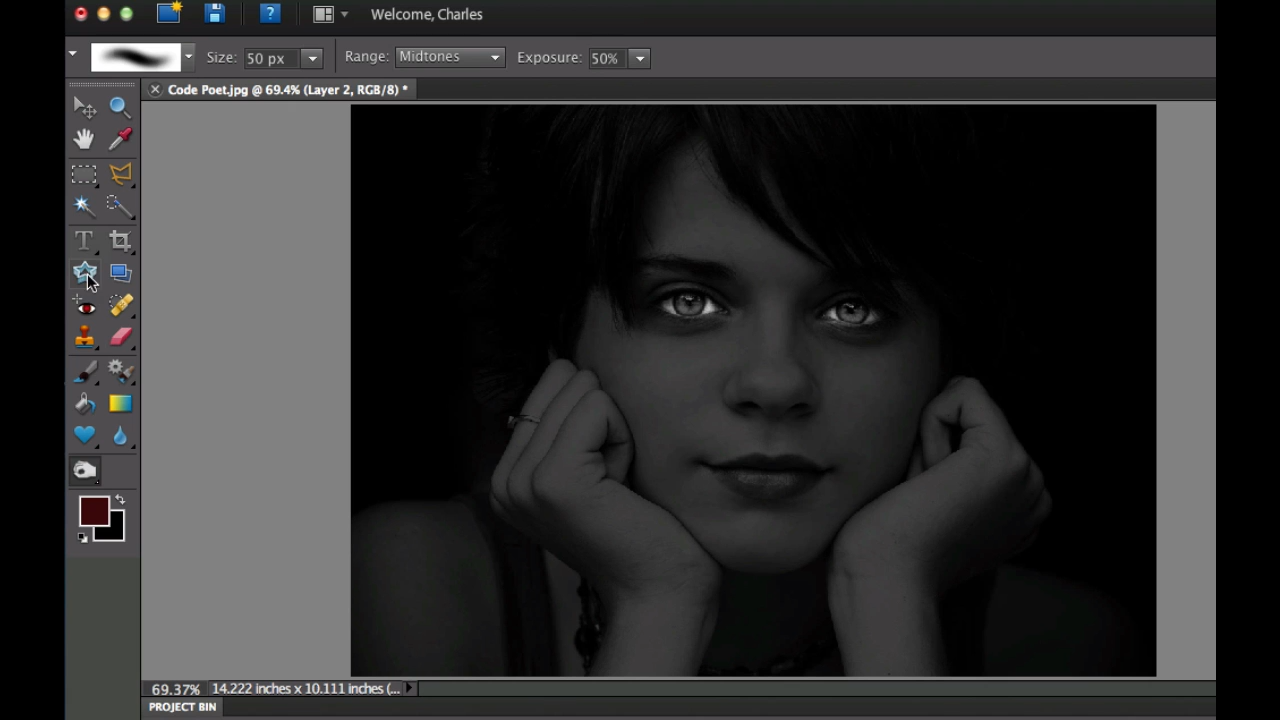 Welcome, Charles
Size: 50 px Range: Midtones Exposure: 50%
Code Poet.jpg @ 69.4% (Layer 2, RGB/8) *
T
69.37% 14.222 inches x 10.111 inches (...
PROJECT BIN